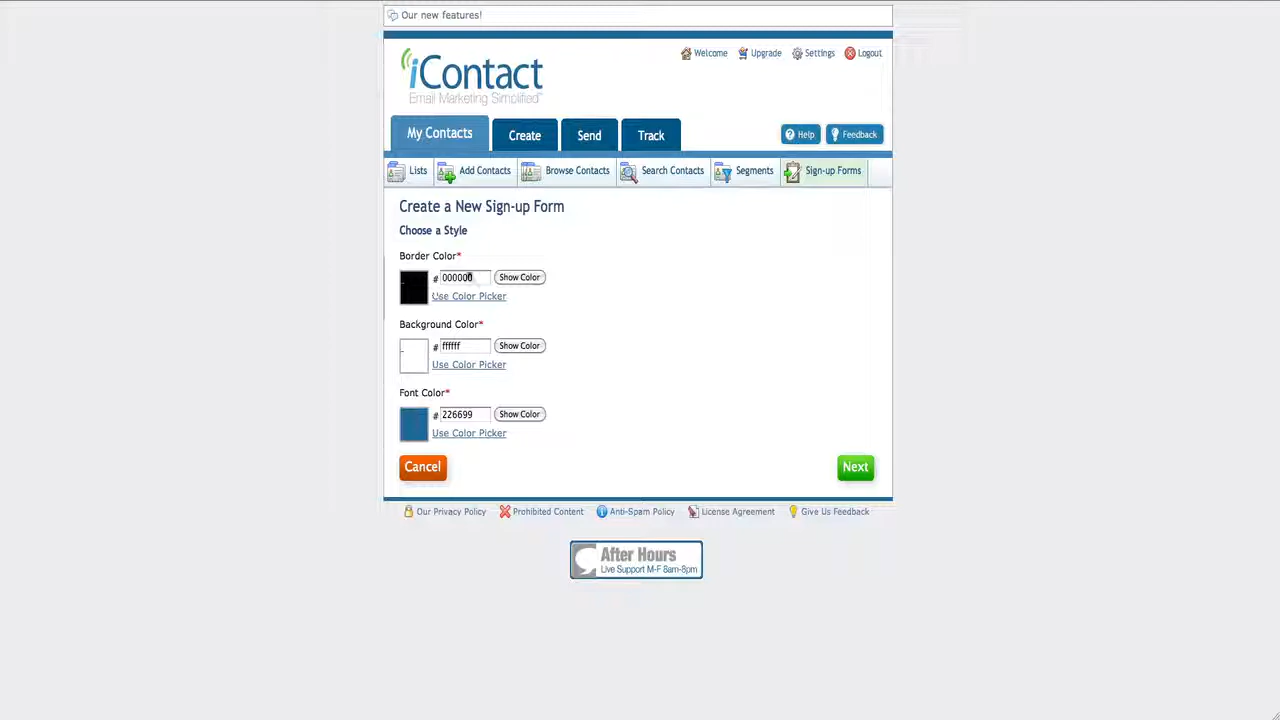 Our new features!
Welcome Upgrade Settings Logout
iContact
Email Marketing Simplified™
My Contacts Create Send Track
Help Feedback
Lists Add Contacts Browse Contacts Search Contacts Segments Sign-up Forms
Create a New Sign-up Form
Choose a Style
Border Color*
# 000000 Show Color
Use Color Picker
Background Color*
# ffffff Show Color
Use Color Picker
Font Color*
# 226699 Show Color
Use Color Picker
Cancel Next
Our Privacy Policy Prohibited Content Anti-Spam Policy License Agreement Give Us Feedback
After Hours
Live Support M-F 8am-8pm